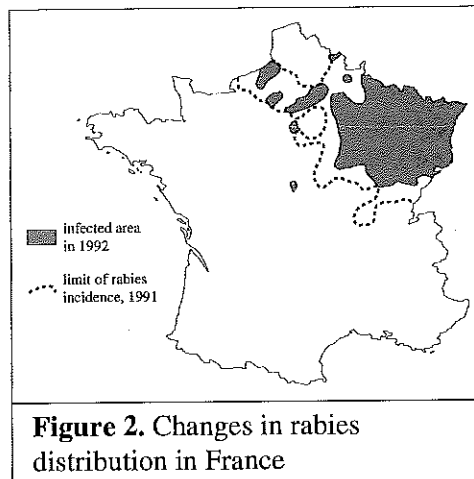 infected area
in 1992
limit of rabies
incidence, 1991
Figure 2. Changes in rabies
distribution in France